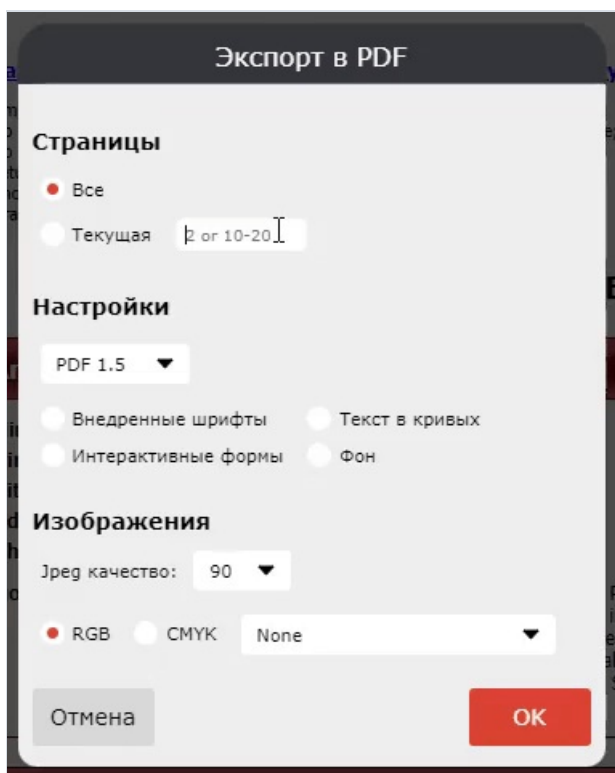 Экспорт в PDF
Страницы
Все
Текущая 2 or 10-20
Настройки
PDF 1.5
Внедренные шрифты Текст в кривых
Интерактивные формы Фон
Изображения
Jpeg качество: 90
RGB CMYK None
Отмена OK